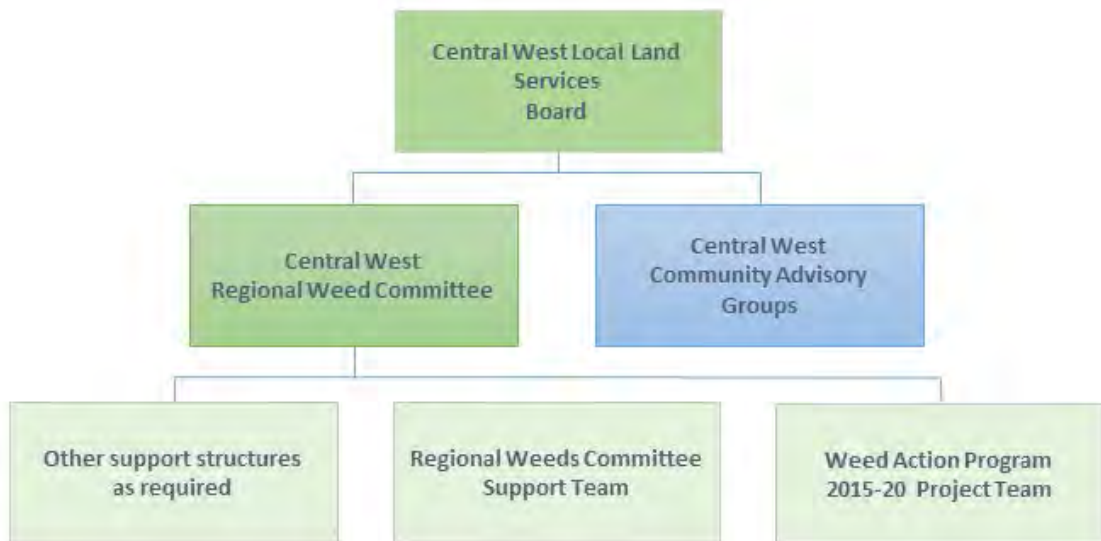 Central West Local Land
Services
Board
Central West
Regional Weed Committee
Central West
Community Advisory
Groups
Other support structures
as required
Regional Weeds Committee
Support Team
Weed Action Program
2015-20 Project Team